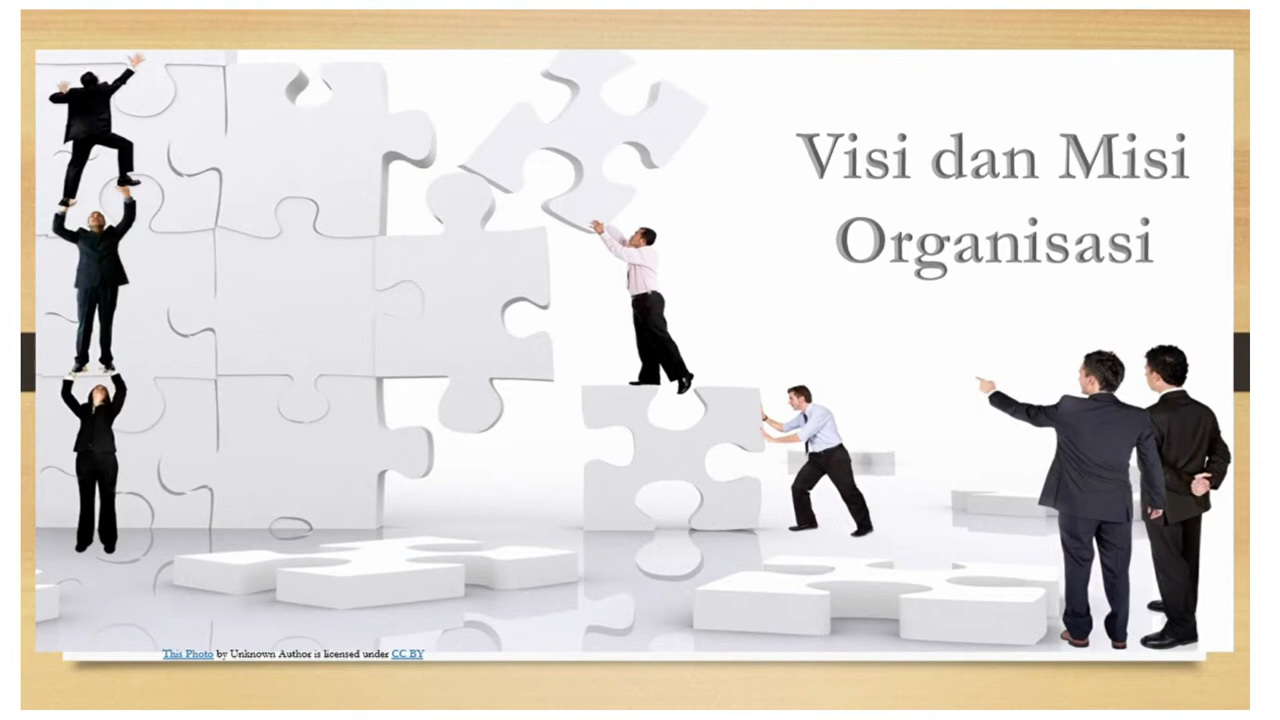 Visi dan Misi
Organisasi
This Photo by Unknown Author is licensed under CC BY